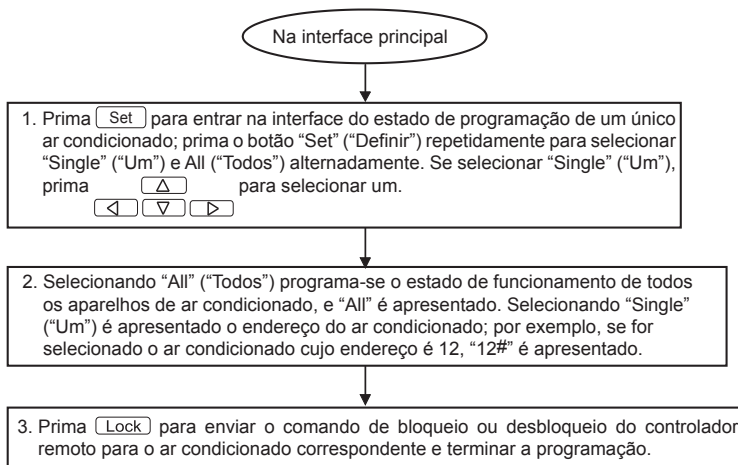 Na interface principal
1. Prima Set para entrar na interface do estado de programação de um único
ar condicionado; prima o botão “Set” (“Definir”) repetidamente para selecionar
“Single” (“Um”) e All (“Todos”) alternadamente. Se selecionar “Single” (“Um”),
prima para selecionar um.
2. Selecionando “All” (“Todos”) programa-se o estado de funcionamento de todos
os aparelhos de ar condicionado, e “All” é apresentado. Selecionando “Single”
(“Um”) é apresentado o endereço do ar condicionado; por exemplo, se for
selecionado o ar condicionado cujo endereço é 12, “12#” é apresentado.
3. Prima Lock para enviar o comando de bloqueio ou desbloqueio do controlador
remoto para o ar condicionado correspondente e terminar a programação.